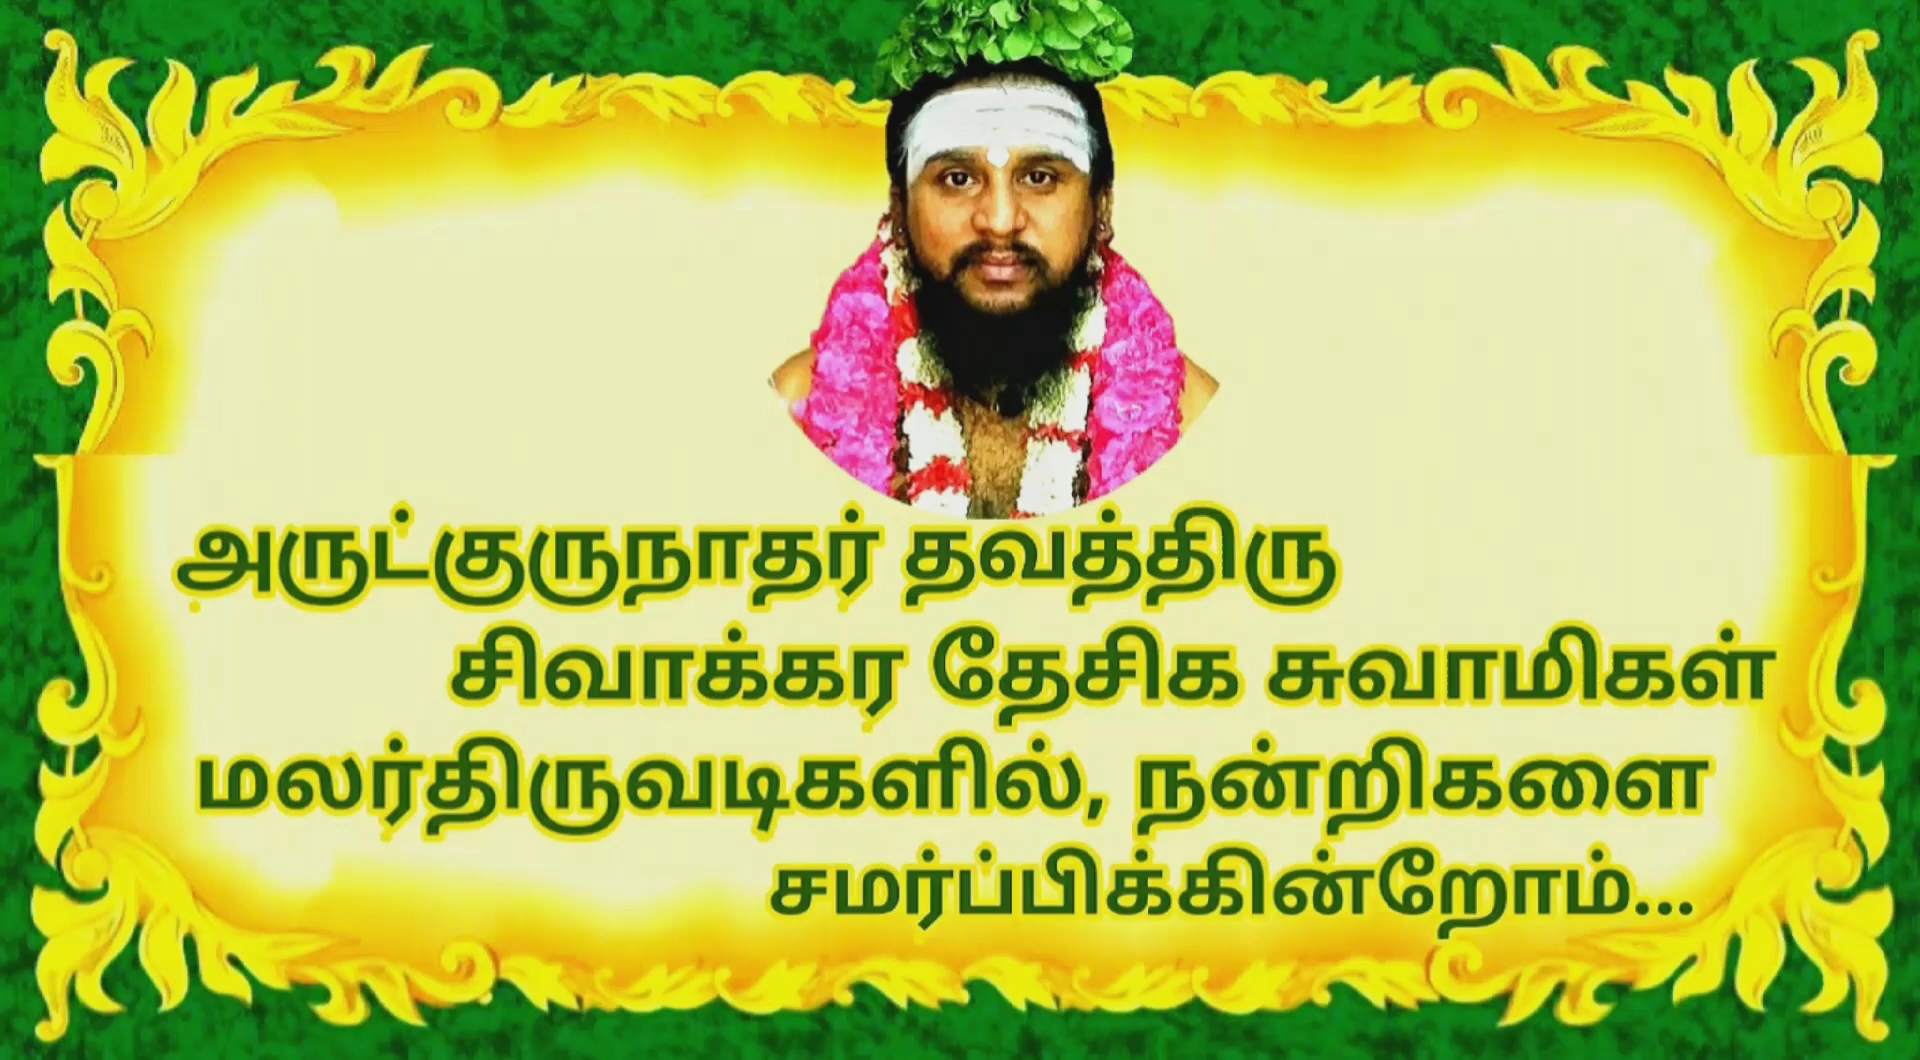 அருட்குருநாதர் தவத்திரு
சிவாக்கர தேசிக சுவாமிகள்
மலர்திருவடிகளில், நன்றிகளை
சமர்ப்பிக்கின்றோம்...